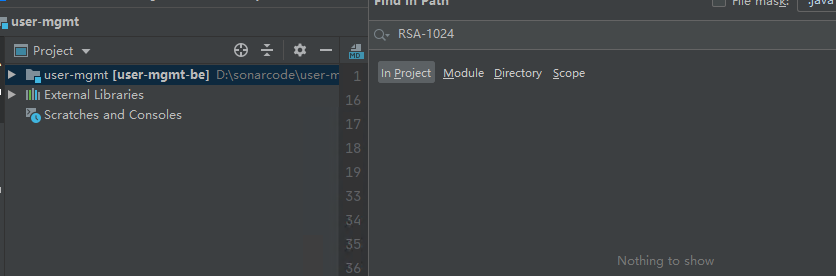 Find In Path
File mask:
.java
user-mgmt
Project
RSA-1024
user-mgmt [user-mgmt-be] D:\sonarcode\user-m
In Project Module Directory Scope
External Libraries
Scratches and Consoles
MD
1
16
17
18
19
33
34
35
36
Nothing to show